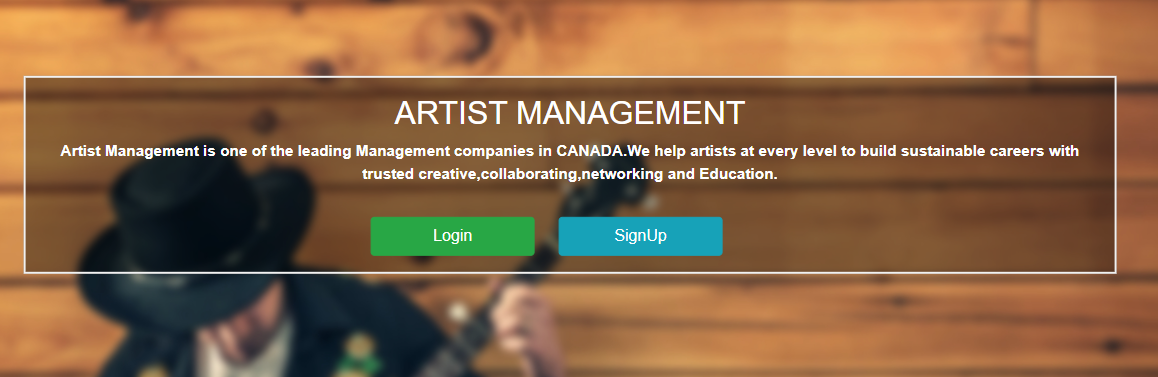 ARTIST MANAGEMENT
Artist Management is one of the leading Management companies in CANADA.We help artists at every level to build sustainable careers with
trusted creative,collaborating,networking and Education.
Login SignUp